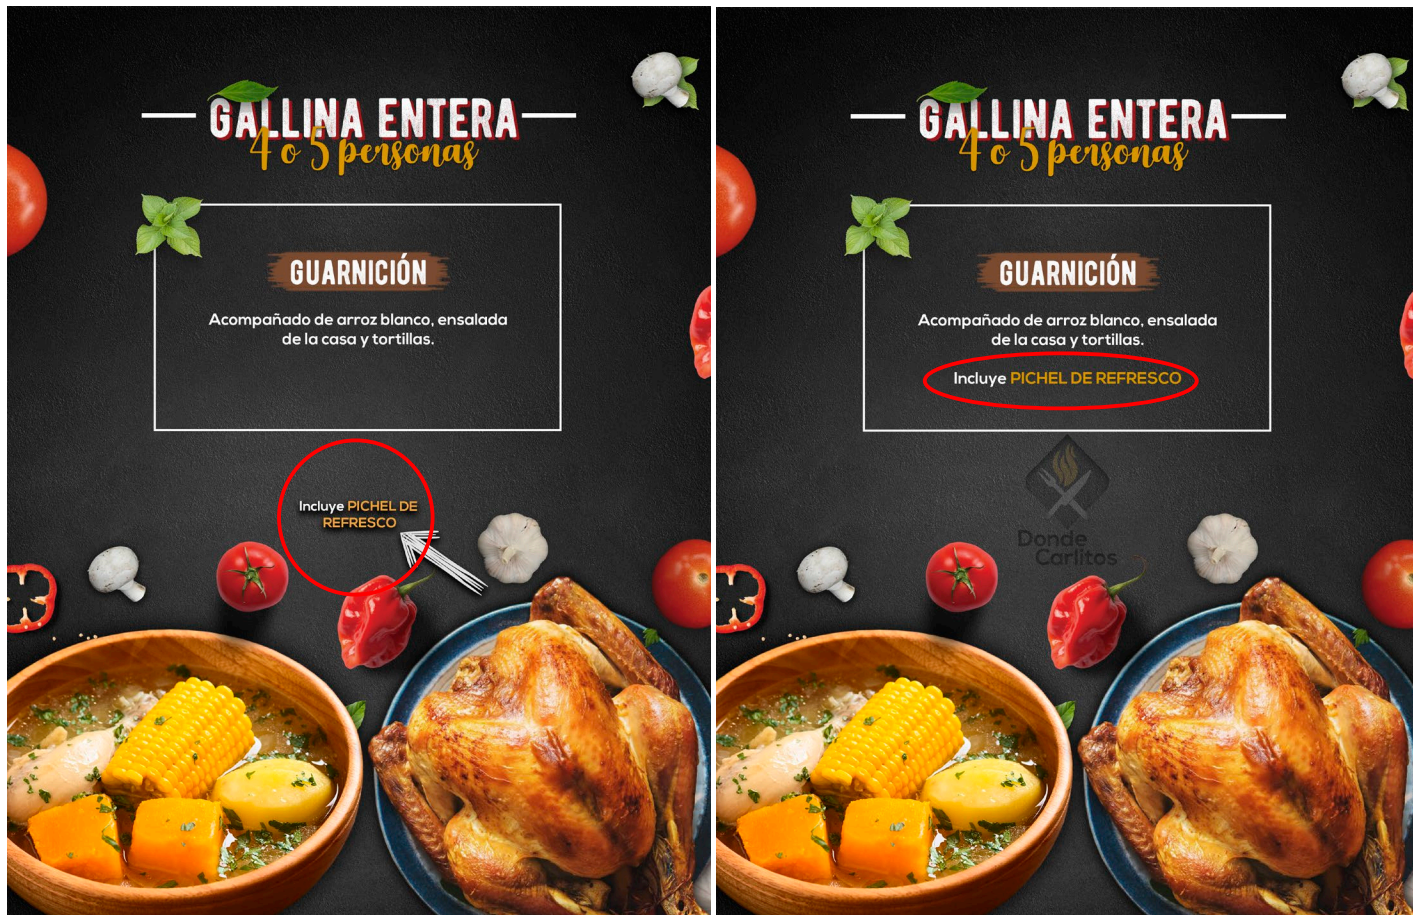 GALLINA ENTERA
4 o 5 personas
GUARNICIÓN
Acompañado de arroz blanco, ensalada
de la casa y tortillas.
Incluye PICHEL DE
REFRESCO
GALLINA ENTERA
4 o 5 personas
GUARNICIÓN
Acompañado de arroz blanco, ensalada
de la casa y tortillas.
Incluye PICHEL DE REFRESCO
Donde
Carlitos